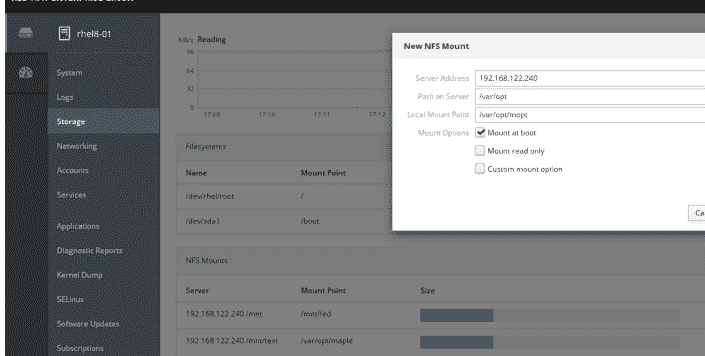 rhel8-01
System
Logs
Storage
Networking
Accounts
Services
Applications
Diagnostic Reports
Kernel Dump
SELinux
Software Updates
Subscriptions
KiB/s Reading
96
64
32
0
17:09 17:10 17:11 17:12
Filesystems
Name Mount Point
/dev/rhel/root /
/dev/sda1 /boot
NFS Mounts
Server Mount Point Size
192.168.122.240 /mnt /mnt/fed
192.168.122.240 /mnt/test /var/opt/maple
New NFS Mount
Server Address 192.168.122.240
Path on Server /var/opt
Local Mount Point /var/opt/mopt
Mount Options Mount at boot
Mount read only
Custom mount option